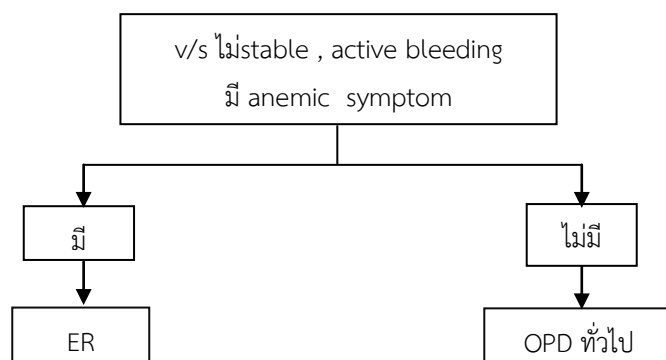 v/s ไม่stable , active bleeding
มี anemic symptom
มี
ไม่มี
ER
OPD ทั่วไป